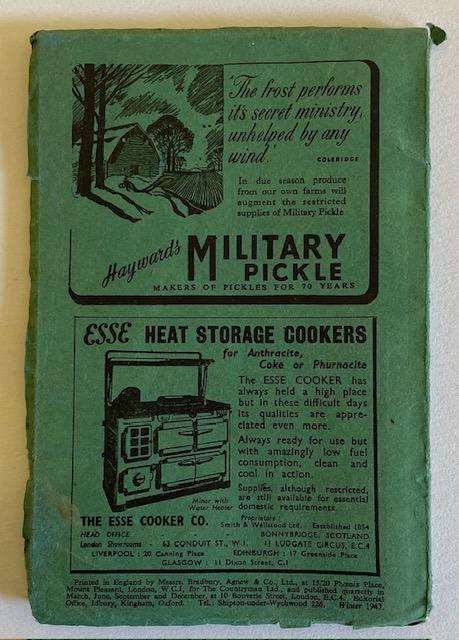 'The frost performs
its secret ministry,
unhelped by any
wind.'
COLERIDGE
In due season produce
from our own farms will
augment the restricted
supplies of Military Pickle
Haywards MILITARY
PICKLE
MAKERS OF PICKLES FOR 70 YEARS
ESSE HEAT STORAGE COOKERS
for Anthracite,
Coke or Phurnacite
The ESSE COOKER has
always held a high place
but in these difficult days
its qualities are appre-
ciated even more.
Always ready for use but
with amazingly low fuel
consumption, clean and
cool in action.
Supplies, although restricted,
are still available for essential
domestic requirements.
Minor with
Water Heater
THE ESSE COOKER CO.
Proprietors:
Smith & Wellstood Ltd. Established 1854
HEAD OFFICE BONNYBRIDGE, SCOTLAND
London Showrooms - 63 CONDUIT ST., W.1. 11 LUDGATE CIRCUS, E.C.4
LIVERPOOL : 20 Canning Place EDINBURGH : 17 Greenside Place
GLASGOW : 11 Dixon Street, C.1
Printed in England by Messrs. Bradbury, Agnew & Co., Ltd., at 15/20 Phœnix Place,
Mount Pleasant, London, W.C.1, for The Countryman Ltd., and published quarterly in
March, June, September and December, at 10 Bouverie Street, London, E.C.4. Editorial
Office, Idbury, Kingham, Oxford. Tel.: Shipton-under-Wychwood 226. Winter 1943.